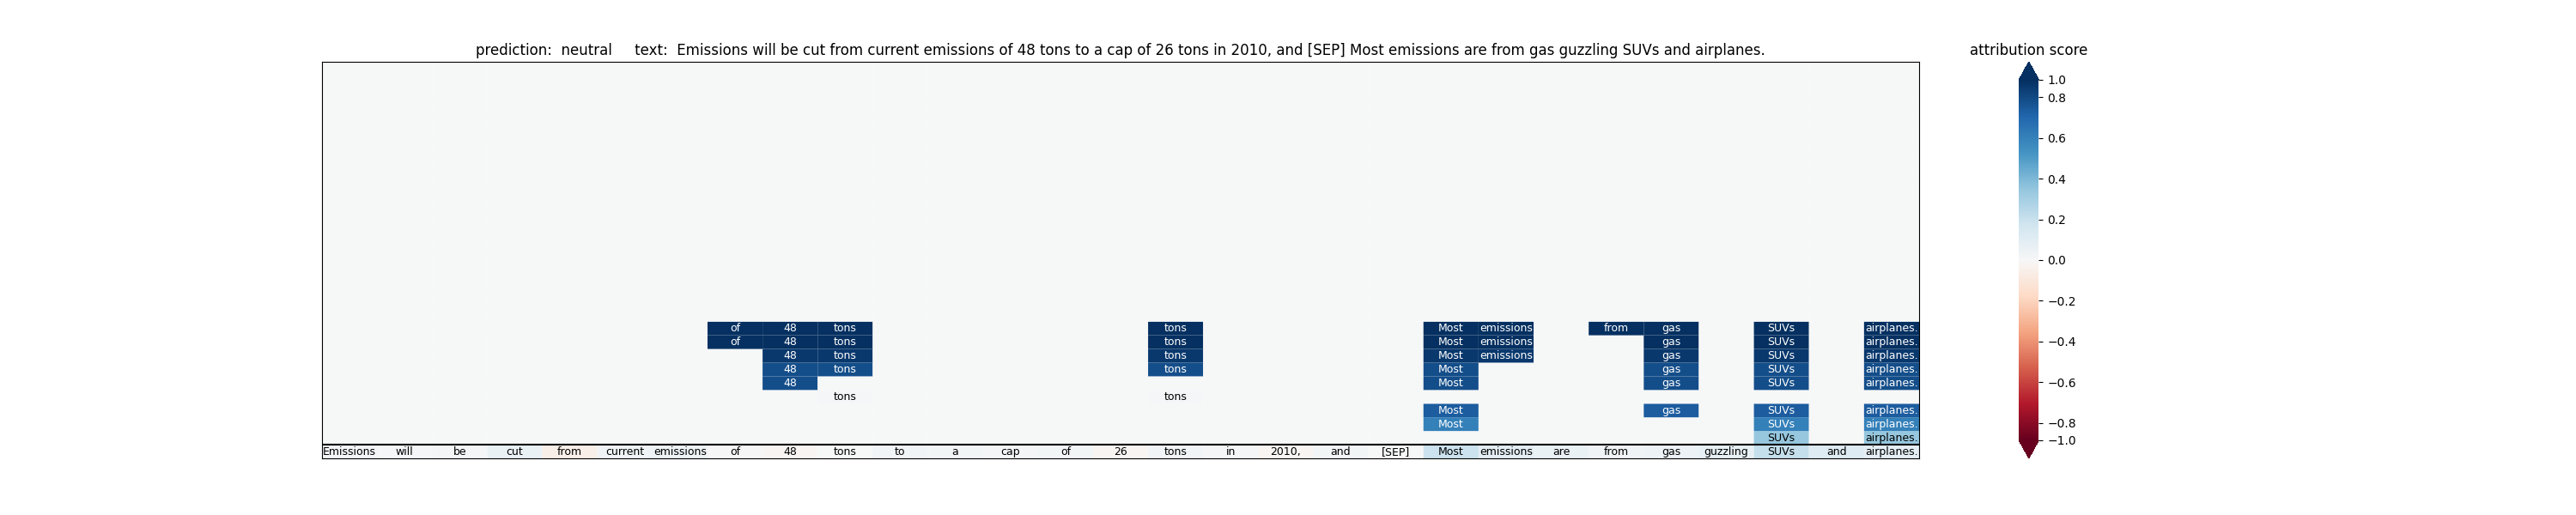 prediction:  neutral     text:  Emissions will be cut from current emissions of 48 tons to a cap of 26 tons in 2010, and [SEP] Most emissions are from gas guzzling SUVs and airplanes.
attribution score
1.0
0.8
0.6
0.4
0.2
0.0
−0.2
−0.4
−0.6
−0.8
−1.0
of 48 tons tons Most emissions from gas SUVs airplanes.
of 48 tons tons Most emissions gas SUVs airplanes.
48 tons tons Most emissions gas SUVs airplanes.
48 tons tons Most gas SUVs airplanes.
48 Most gas SUVs airplanes.
tons tons
Most gas SUVs airplanes.
Most SUVs airplanes.
SUVs airplanes.
Emissions will be cut from current emissions of 48 tons to a cap of 26 tons in 2010, and [SEP] Most emissions are from gas guzzling SUVs and airplanes.